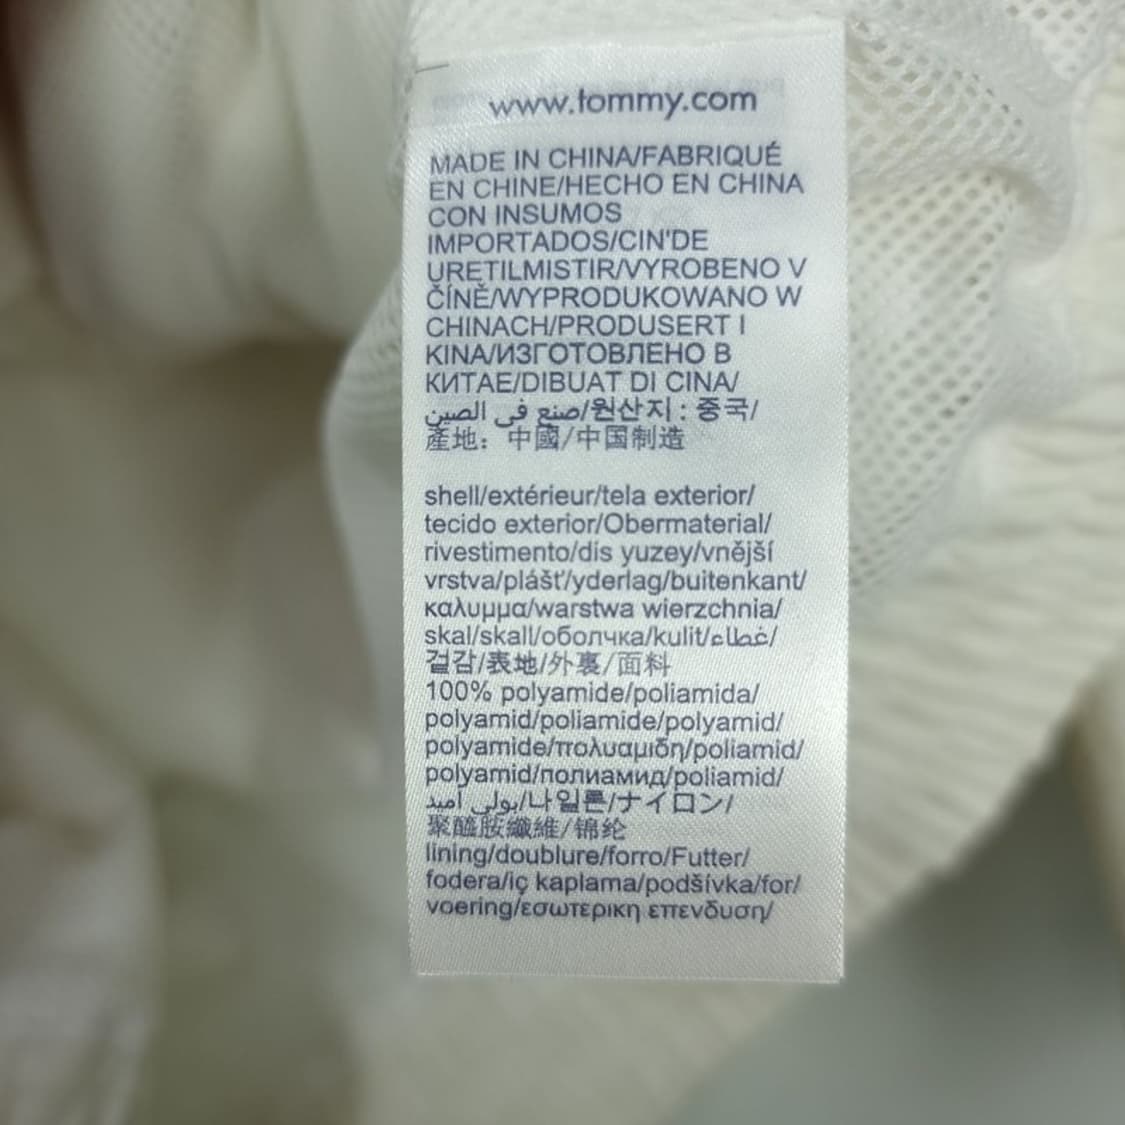 www.tommy.com
MADE IN CHINA/FABRIQUÉ
EN CHINE/HECHO EN CHINA
CON INSUMOS
IMPORTADOS/CIN'DE
URETILMISTIR/VYROBENO V
ČÍNĚ/WYPRODUKOWANO W
CHINACH/PRODUSERT I
KINA/ИЗГОТОВЛЕНО В
КИТАЕ/DIBUAT DI CINA/
صنع في الصين/원산지 : 중국/
產地： 中國/中国制造
shell/extérieur/tela exterior/
tecido exterior/Obermaterial/
rivestimento/dis yuzey/vnější
vrstva/plášť/yderlag/buitenkant/
καλυμμα/warstwa wierzchnia/
skal/skall/оболчка/kulit/غطاء/
겉감/表地/外裏/面料
100% polyamide/poliamida/
polyamid/poliamide/polyamid/
polyamide/πολυαμιδη/poliamid/
polyamid/полиамид/poliamid/
بولي أميد/나일론/ナイロン/
聚醯胺纖維/锦纶
lining/doublure/forro/Futter/
fodera/iç kaplama/podšívka/for/
voering/εσωτερικη επενδυση/